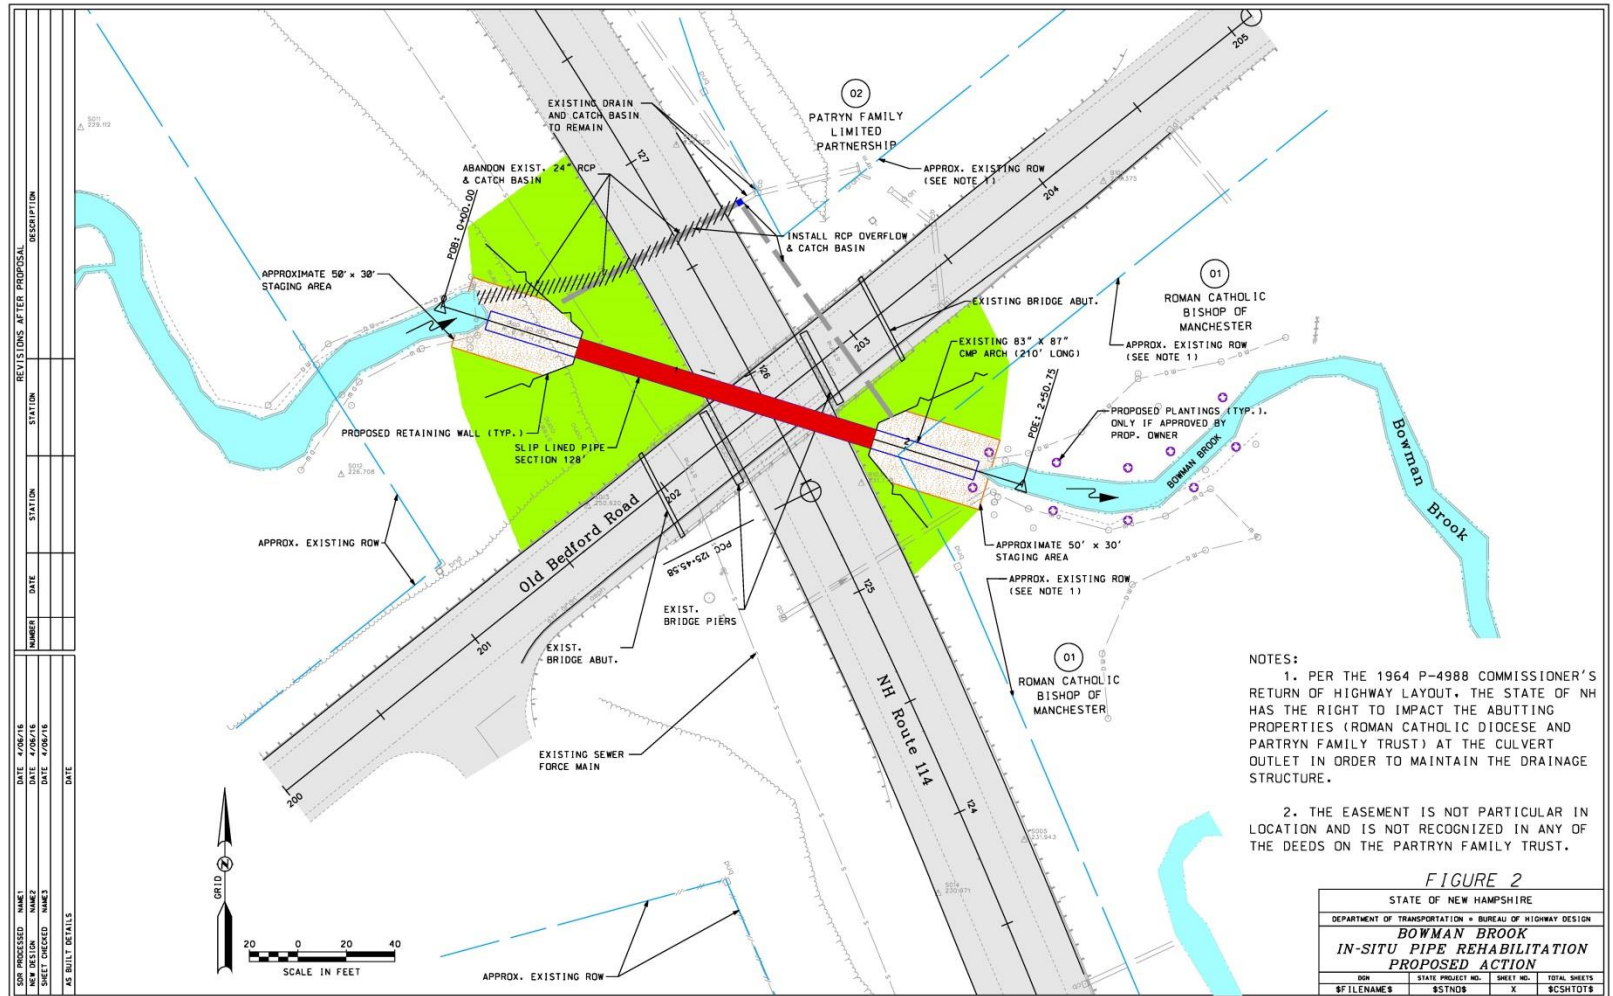 REVISIONS AFTER PROPOSAL
NUMBER
DATE
STATION
STATION
DESCRIPTION
SDR PROCESSED NAME1 DATE 4/06/16
NEW DESIGN NAME2 DATE 4/06/16
SHEET CHECKED NAME3 DATE 4/06/16
AS BUILT DETAILS DATE
EXISTING DRAIN
AND CATCH BASIN
TO REMAIN
02
PATRYN FAMILY
LIMITED
PARTNERSHIP
205
204
127
ABANDON EXIST. 24" RCP
& CATCH BASIN
APPROX. EXISTING ROW
(SEE NOTE 1)
POB: 0+00.00
INSTALL RCP OVERFLOW
& CATCH BASIN
APPROXIMATE 50' x 30'
STAGING AREA
01
ROMAN CATHOLIC
BISHOP OF
MANCHESTER
EXISTING BRIDGE ABUT.
EXISTING 83" X 87"
CMP ARCH (210' LONG)
APPROX. EXISTING ROW
(SEE NOTE 1)
203
126
POE: 2+50.75
PROPOSED PLANTINGS (TYP.).
ONLY IF APPROVED BY
PROP. OWNER
PROPOSED RETAINING WALL (TYP.)
SLIP LINED PIPE
SECTION 128'
BOWMAN BROOK
Bowman
Brook
202
Old Bedford Road
APPROX. EXISTING ROW
PCC 125+45.58
APPROXIMATE 50' x 30'
STAGING AREA
APPROX. EXISTING ROW
(SEE NOTE 1)
125
EXIST.
BRIDGE PIERS
201
EXIST.
BRIDGE ABUT.
01
ROMAN CATHOLIC
BISHOP OF
MANCHESTER
NH Route 114
EXISTING SEWER
FORCE MAIN
200
124
NOTES:
1. PER THE 1964 P-4988 COMMISSIONER'S
RETURN OF HIGHWAY LAYOUT, THE STATE OF NH
HAS THE RIGHT TO IMPACT THE ABUTTING
PROPERTIES (ROMAN CATHOLIC DIOCESE AND
PARTRYN FAMILY TRUST) AT THE CULVERT
OUTLET IN ORDER TO MAINTAIN THE DRAINAGE
STRUCTURE.
2. THE EASEMENT IS NOT PARTICULAR IN
LOCATION AND IS NOT RECOGNIZED IN ANY OF
THE DEEDS ON THE PARTRYN FAMILY TRUST.
GRID
N
20 0 20 40
SCALE IN FEET
APPROX. EXISTING ROW
FIGURE 2
STATE OF NEW HAMPSHIRE
DEPARTMENT OF TRANSPORTATION • BUREAU OF HIGHWAY DESIGN
BOWMAN BROOK
IN-SITU PIPE REHABILITATION
PROPOSED ACTION
DGN STATE PROJECT NO. SHEET NO. TOTAL SHEETS
$FILENAME$ $STNO$ X $CSHTOT$